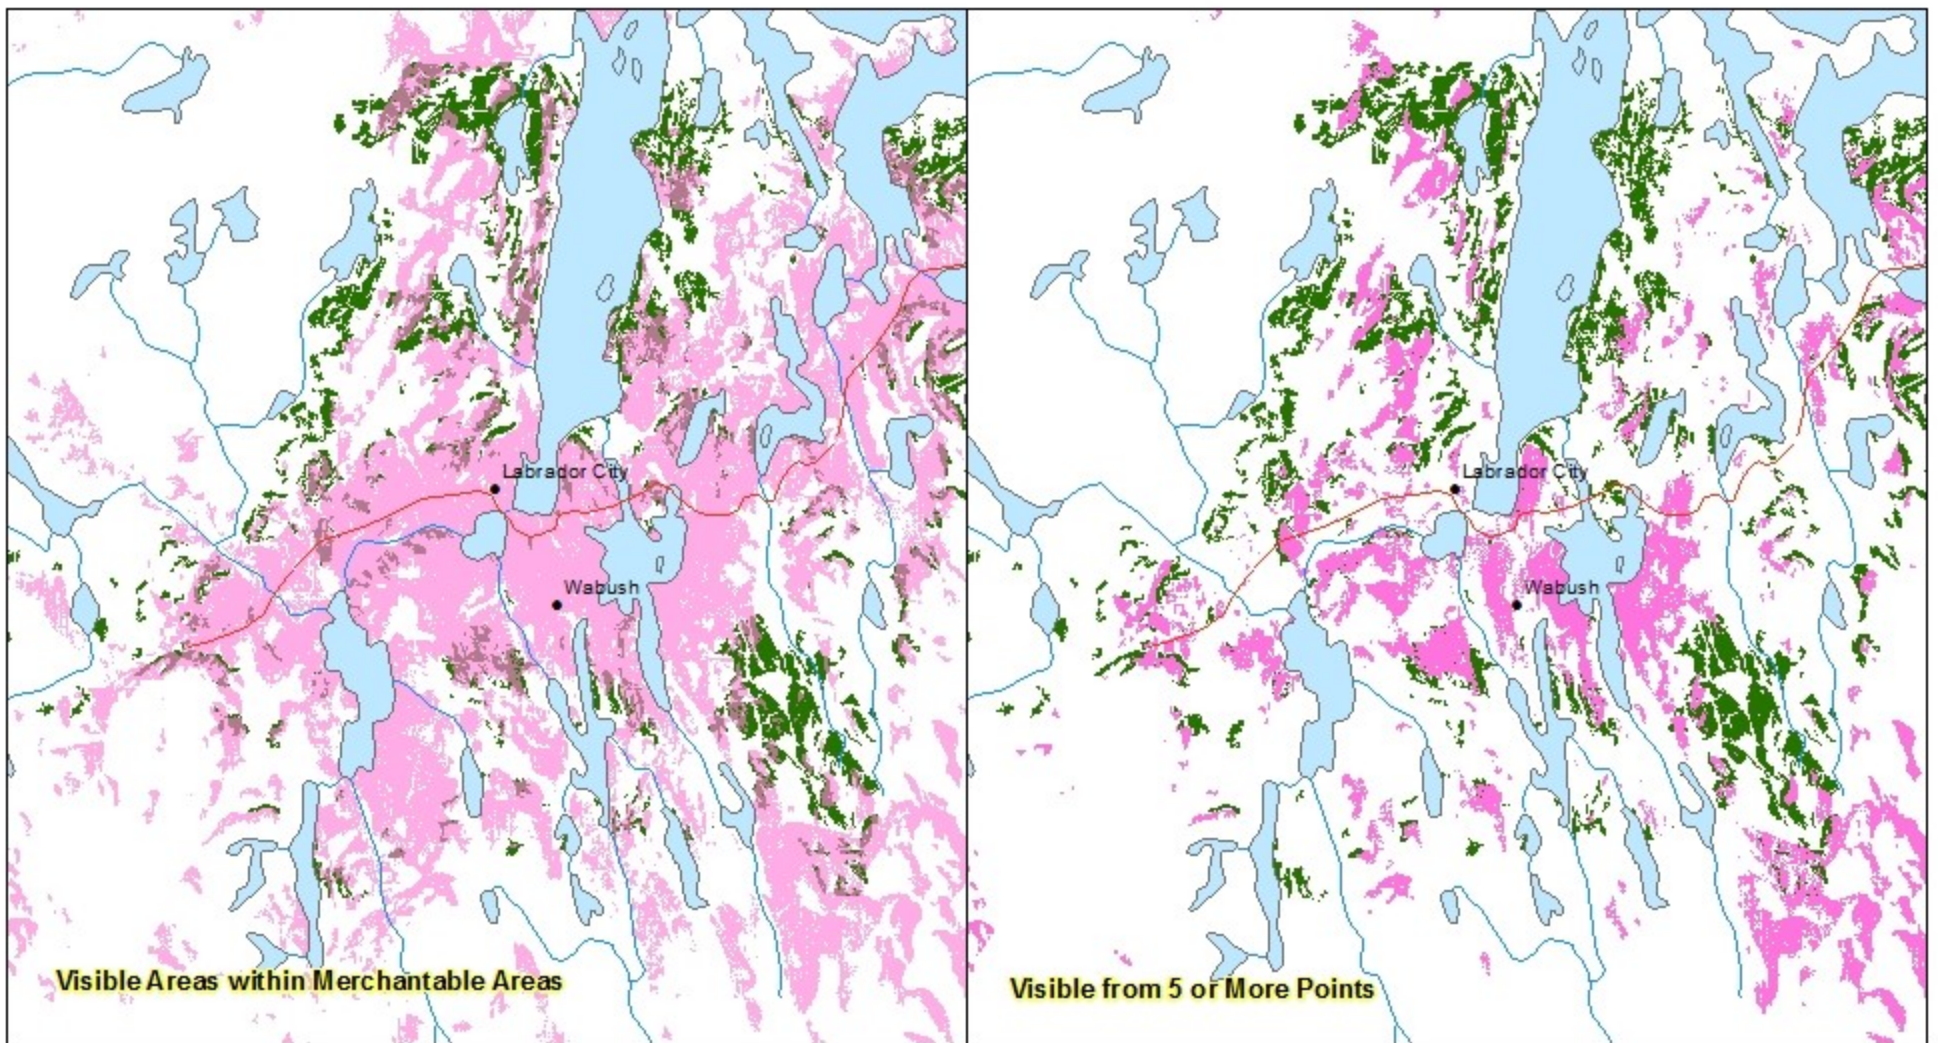 Labrador City
Wabush
Visible Areas within Merchantable Areas
Labrador City
Wabush
Visible from 5 or More Points